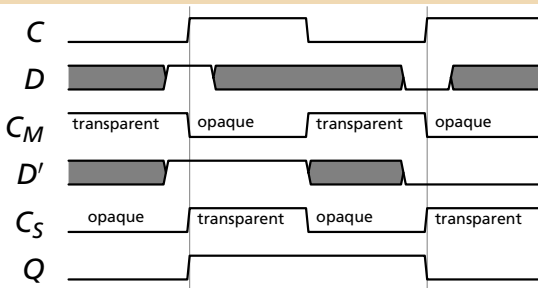 C
D
C_M transparent opaque transparent opaque
D′
C_S opaque transparent opaque transparent
Q